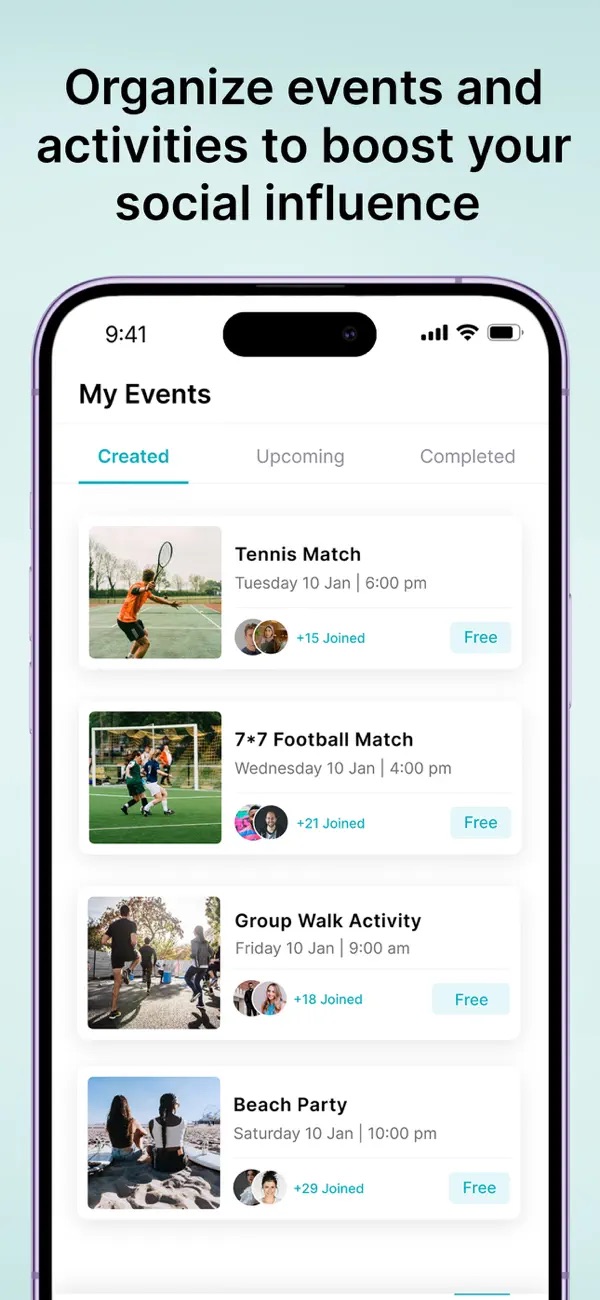 Organize events and
activities to boost your
social influence
9:41
My Events
Created Upcoming Completed
Tennis Match
Tuesday 10 Jan | 6:00 pm
+15 Joined Free
7*7 Football Match
Wednesday 10 Jan | 4:00 pm
+21 Joined Free
Group Walk Activity
Friday 10 Jan | 9:00 am
+18 Joined Free
Beach Party
Saturday 10 Jan | 10:00 pm
+29 Joined Free